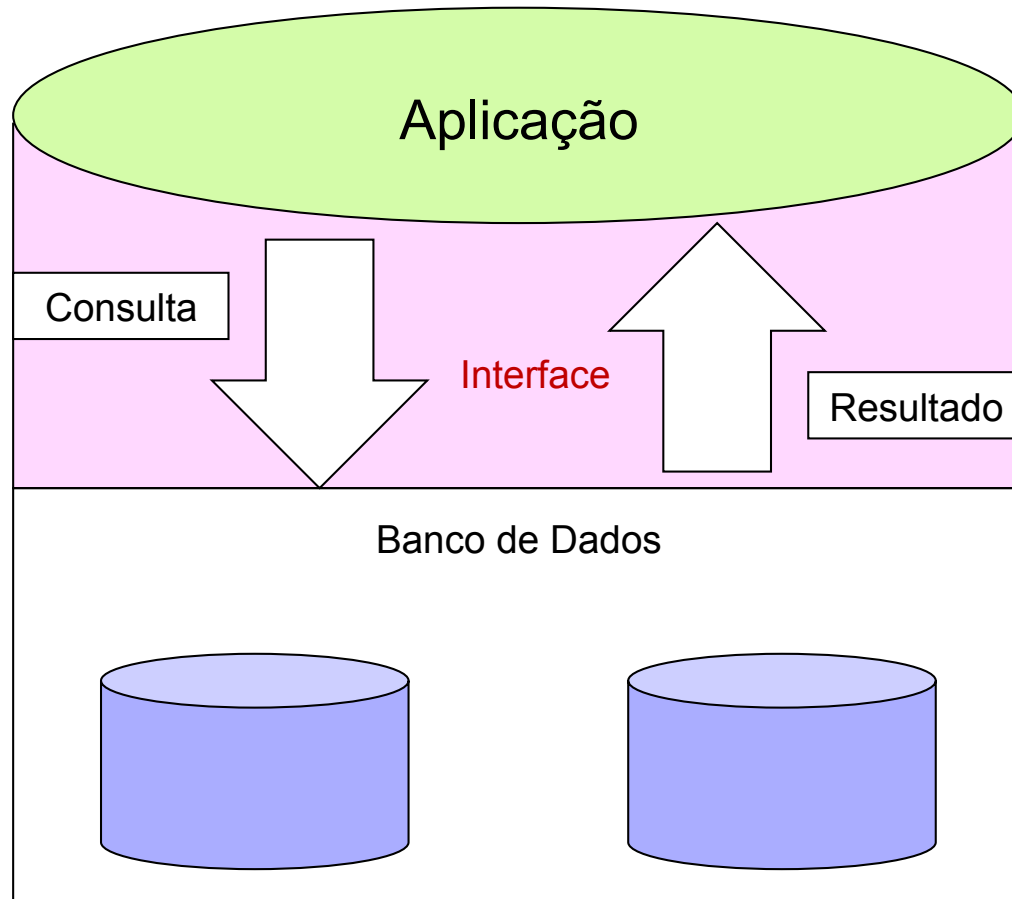 Aplicação
Consulta
Interface
Resultado
Banco de Dados